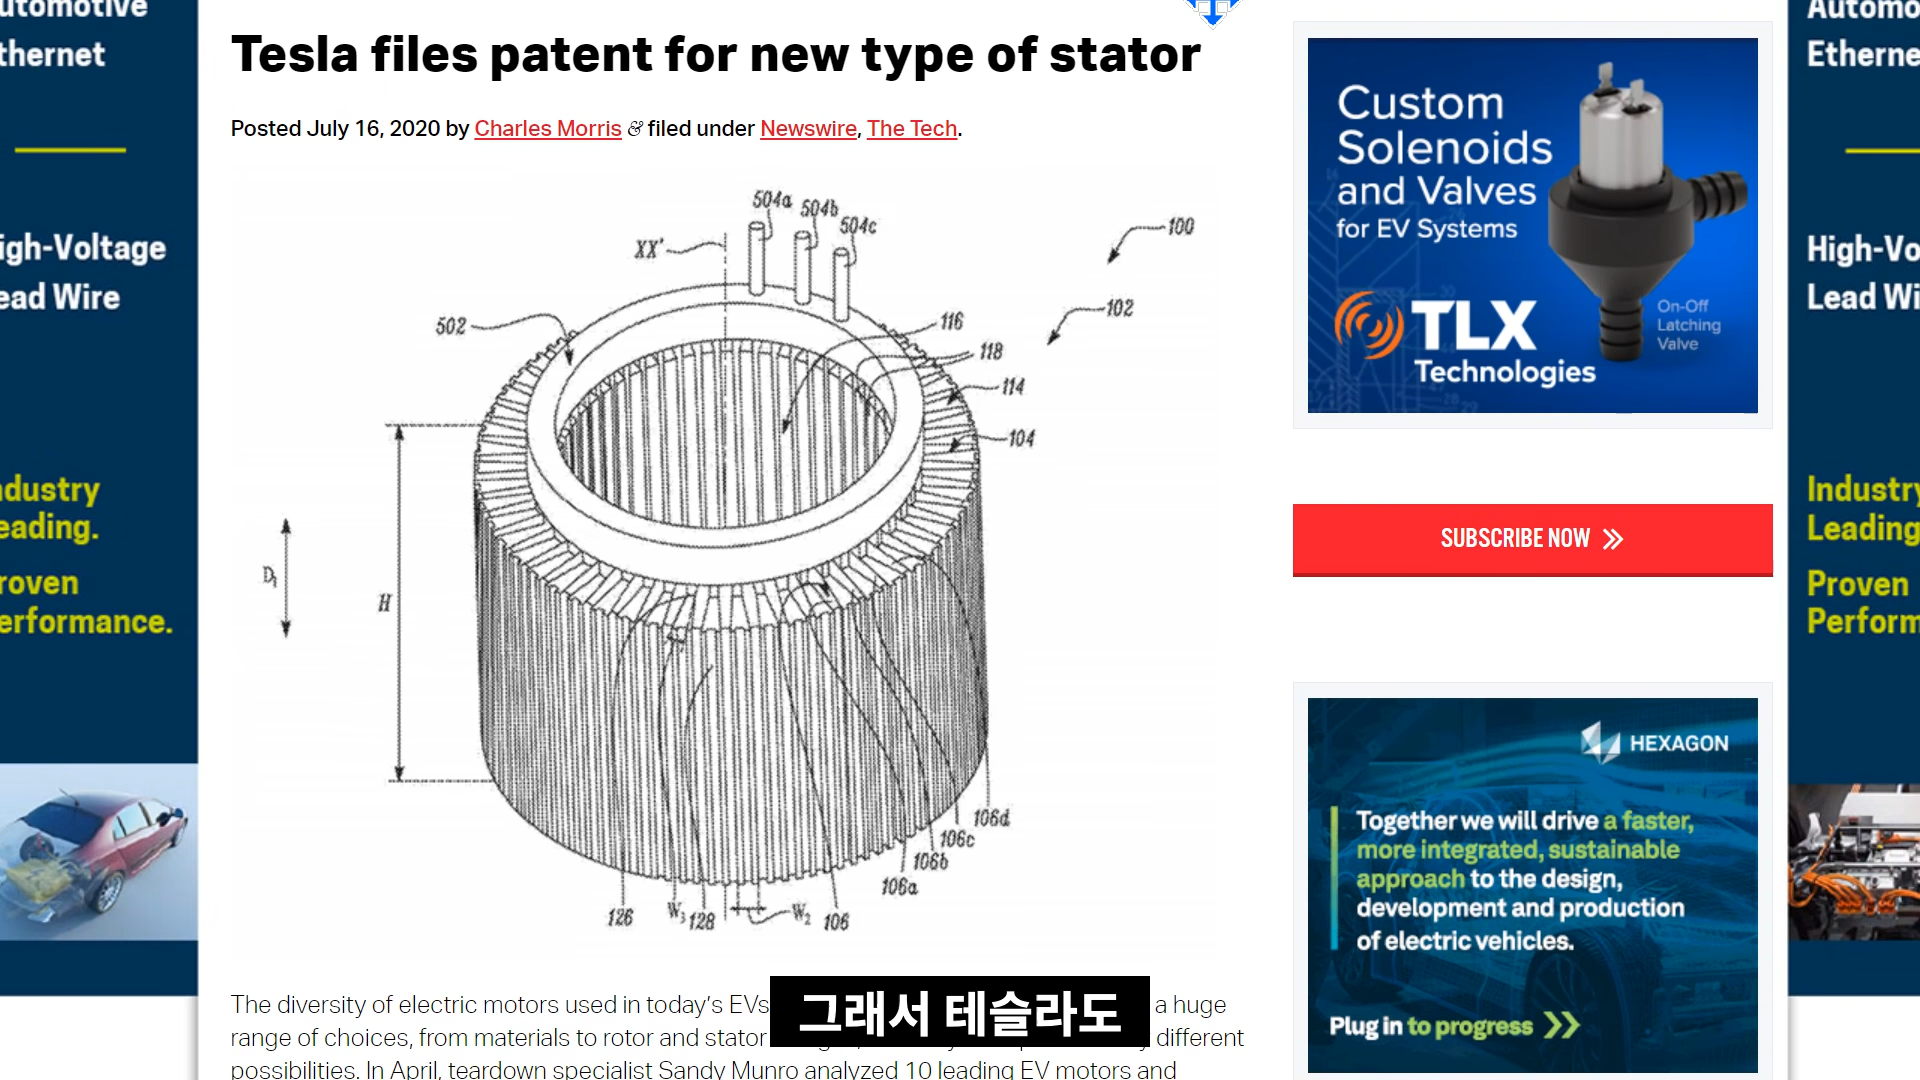 utomotive
thernet
igh-Voltage
ead Wire
ndustry
eading.
roven
erformance.
Tesla files patent for new type of stator
Posted July 16, 2020 by Charles Morris & filed under Newswire, The Tech.
504a
504b
504c
XX'
100
102
502
116
118
114
104
D1
H
106d
106c
106b
106a
126
W3
128
W2
106
The diversity of electric motors used in today's EVs a huge
range of choices, from materials to rotor and stator different
possibilities. In April, teardown specialist Sandy Munro analyzed 10 leading EV motors and
그래서 테슬라도
Custom
Solenoids
and Valves
for EV Systems
TLX
Technologies
On-Off
Latching
Valve
SUBSCRIBE NOW
HEXAGON
Together we will drive a faster,
more integrated, sustainable
approach to the design,
development and production
of electric vehicles.
Plug in to progress
Automo
Etherne
High-Vo
Lead Wi
Industry
Leading
Proven
Perform